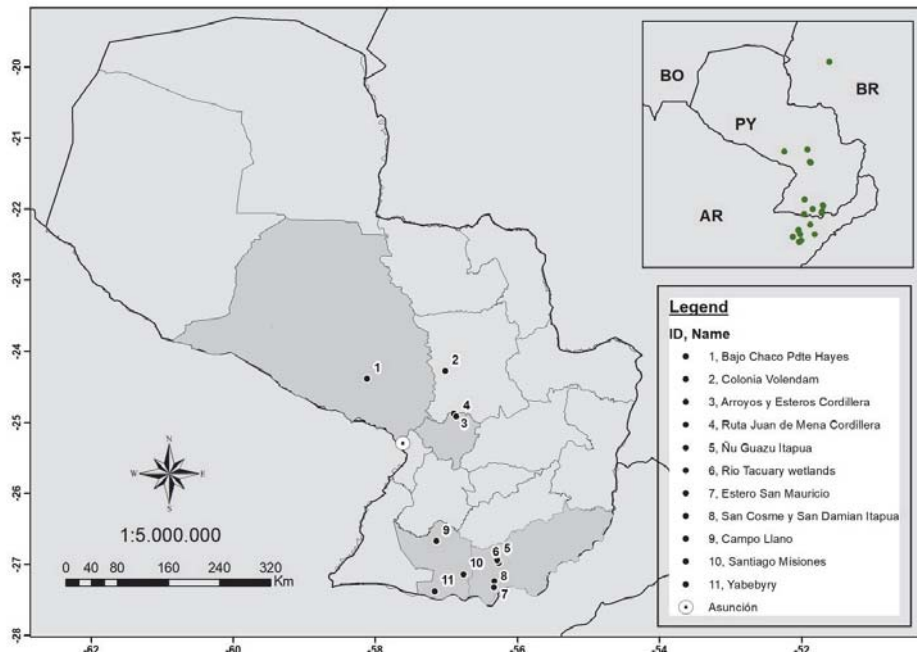 -20
-21
-22
-23
-24
-25
-26
-27
-28
-62
-60
-58
-56
-54
-52
BO
BR
PY
AR
1
2
4
3
9
5
6
10
8
11
7
N
W
E
S
1:5.000.000
0 40 80 160 240 320
Km
Legend
ID, Name
1, Bajo Chaco Pdte Hayes
2, Colonia Volendam
3, Arroyos y Esteros Cordillera
4, Ruta Juan de Mena Cordillera
5, Ñu Guazu Itapua
6, Rio Tacuary wetlands
7, Estero San Mauricio
8, San Cosme y San Damian Itapua
9, Campo Llano
10, Santiago Misiones
11, Yabebyry
Asunción